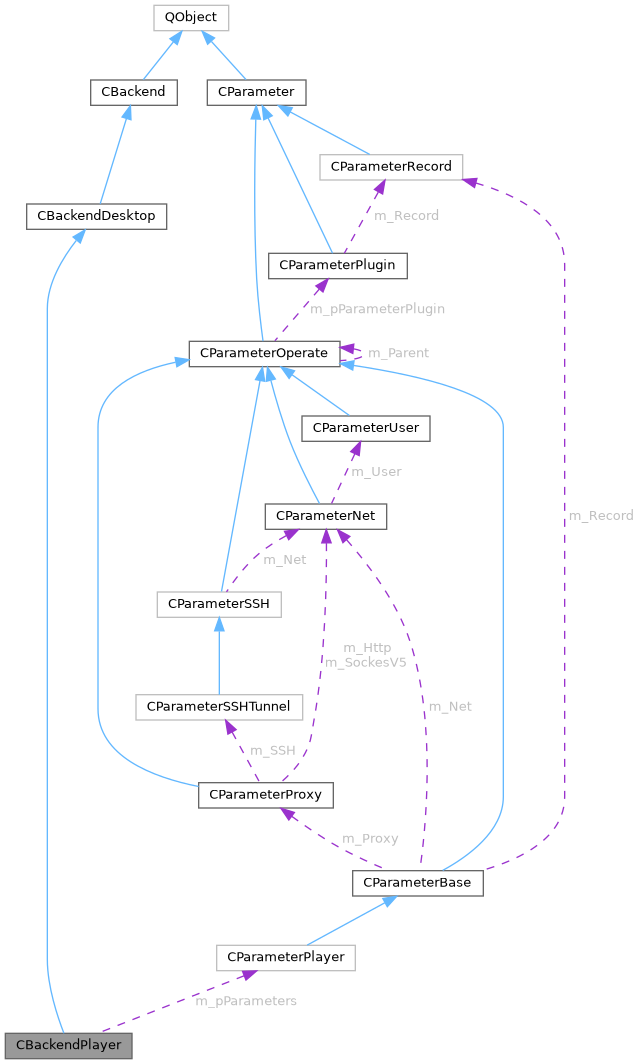 QObject
CBackend
CParameter
CParameterRecord
CBackendDesktop
m_Record
CParameterPlugin
m_pParameterPlugin
CParameterOperate
m_Parent
CParameterUser
m_User
CParameterNet
m_Record
m_Net
CParameterSSH
m_Http
m_SockesV5
CParameterSSHTunnel
m_Net
m_SSH
CParameterProxy
m_Proxy
CParameterBase
CParameterPlayer
m_pParameters
CBackendPlayer